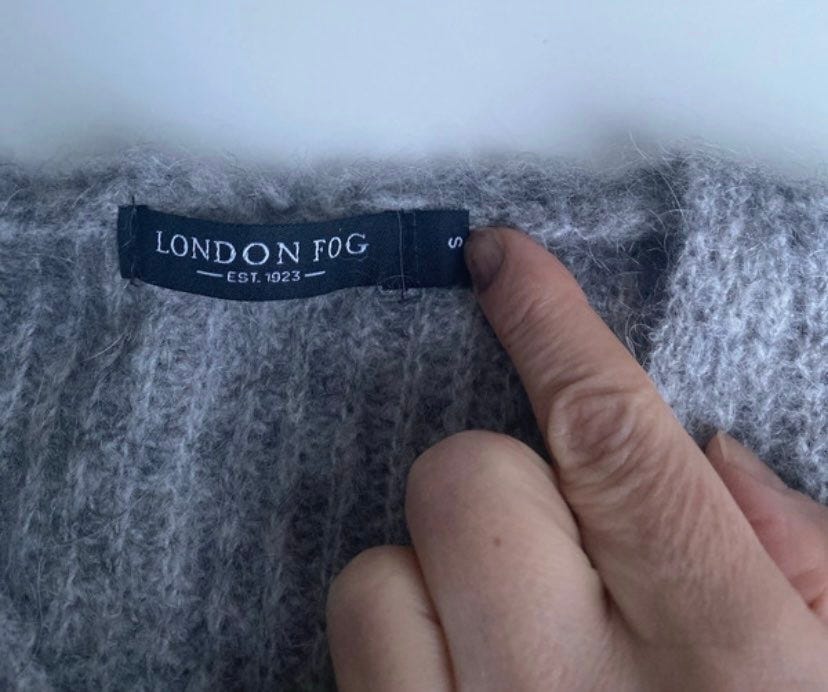 LONDON FOG
EST. 1923
S